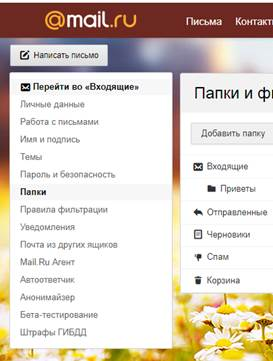 @mail.ru
Письма
Контакт
Написать письмо
Перейти во «Входящие»
Личные данные
Работа с письмами
Имя и подпись
Темы
Пароль и безопасность
Папки
Правила фильтрации
Уведомления
Почта из других ящиков
Mail.Ru Агент
Автоответчик
Анонимайзер
Бета-тестирование
Штрафы ГИБДД
Папки и ф
Добавить папку
Входящие
Приветы
Отправленные
Черновики
Спам
Корзина